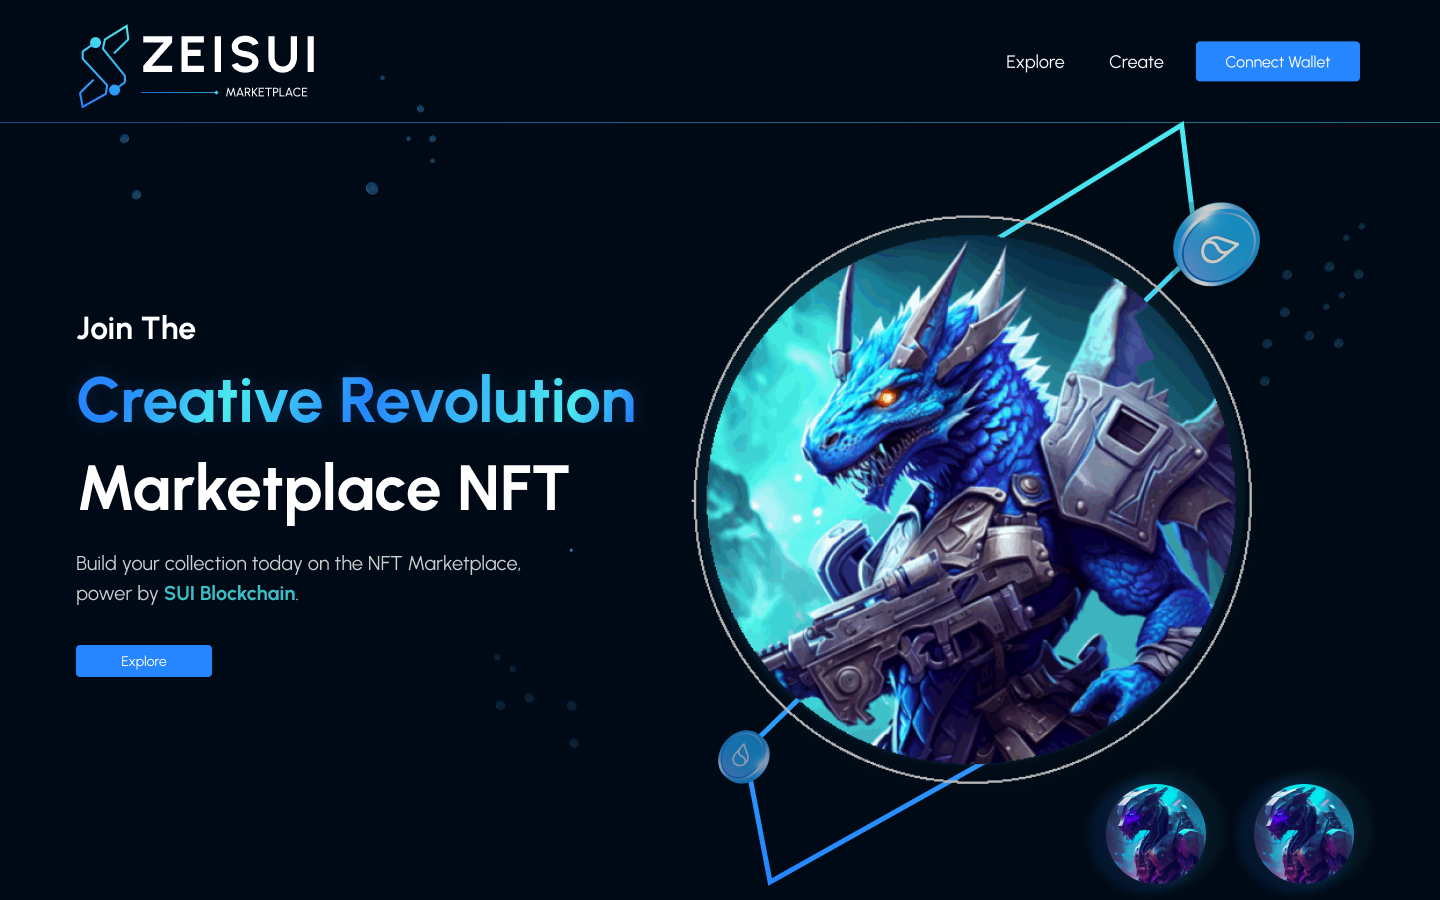 ZEISUI
MARKETPLACE
Explore
Create
Connect Wallet
Join The
Creative Revolution
Marketplace NFT
Build your collection today on the NFT Marketplace,
power by SUI Blockchain.
Explore